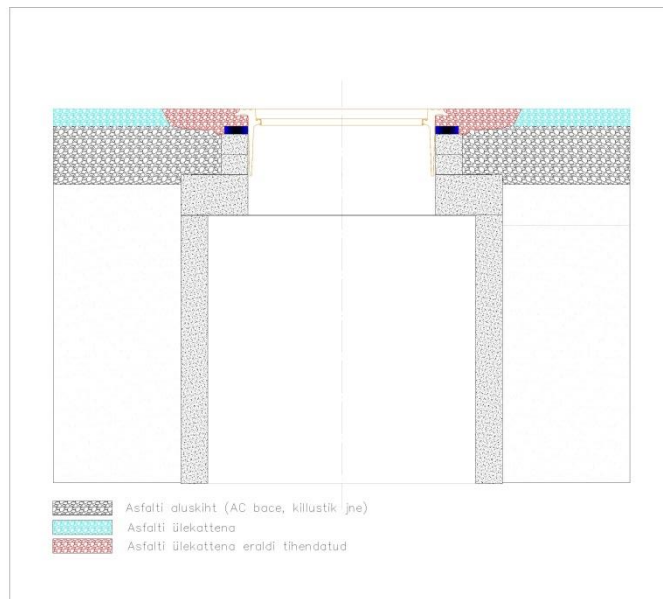 Asfalti aluskiht (AC bace, killustik jne)
Asfalti ülekattena
Asfalti ülekattena eraldi tihendatud